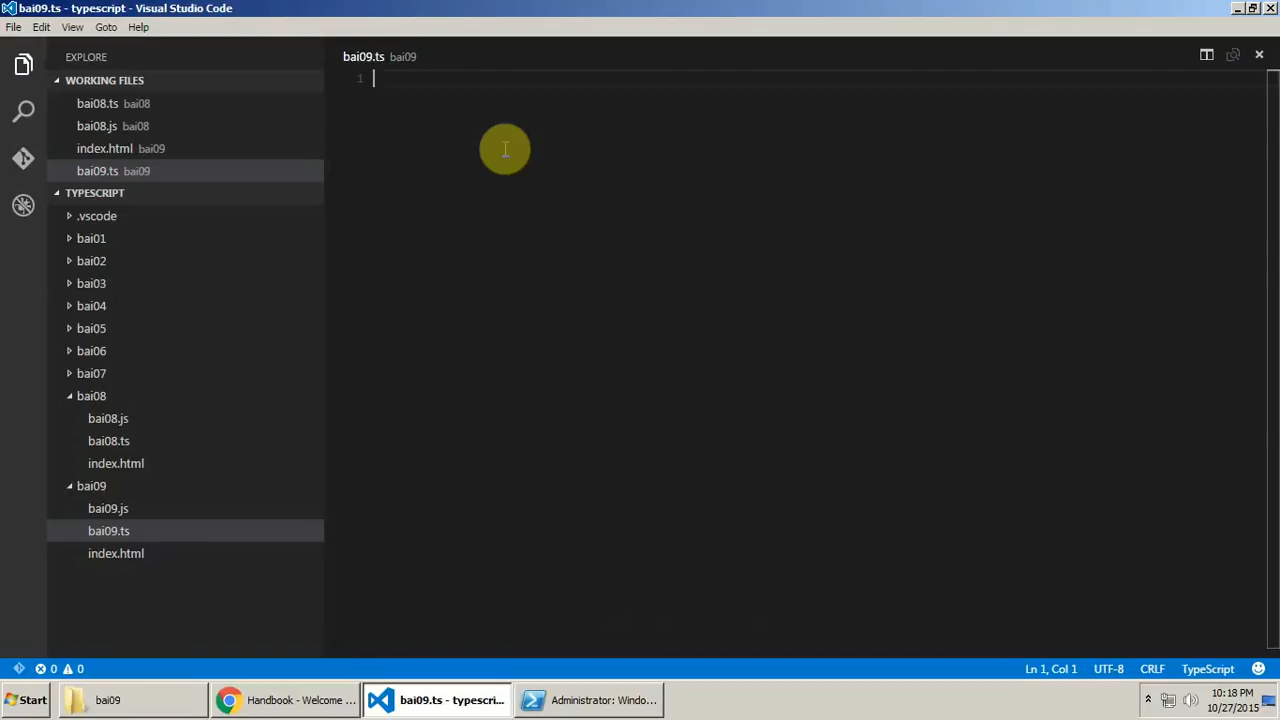 bai09.ts - typescript - Visual Studio Code
File Edit View Goto Help
EXPLORE
WORKING FILES
bai08.ts bai08
bai08.js bai08
index.html bai09
bai09.ts bai09
TYPESCRIPT
.vscode
bai01
bai02
bai03
bai04
bai05
bai06
bai07
bai08
bai08.js
bai08.ts
index.html
bai09
bai09.js
bai09.ts
index.html
bai09.ts bai09
1
0 0
Ln 1, Col 1 UTF-8 CRLF TypeScript
Start bai09 Handbook - Welcome ... bai09.ts - typescri... Administrator: Windo...
10:18 PM
10/27/2015